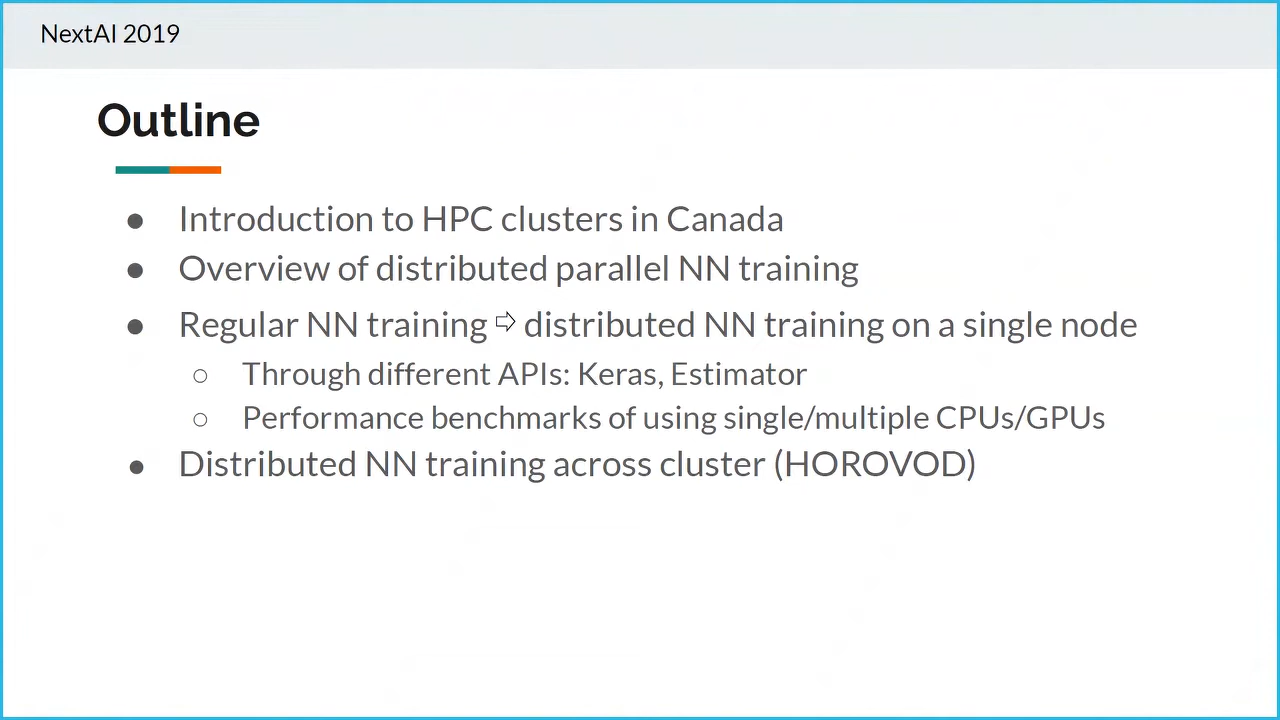 NextAI 2019
Outline
● Introduction to HPC clusters in Canada
● Overview of distributed parallel NN training
● Regular NN training ⇨ distributed NN training on a single node
○ Through different APIs: Keras, Estimator
○ Performance benchmarks of using single/multiple CPUs/GPUs
● Distributed NN training across cluster (HOROVOD)